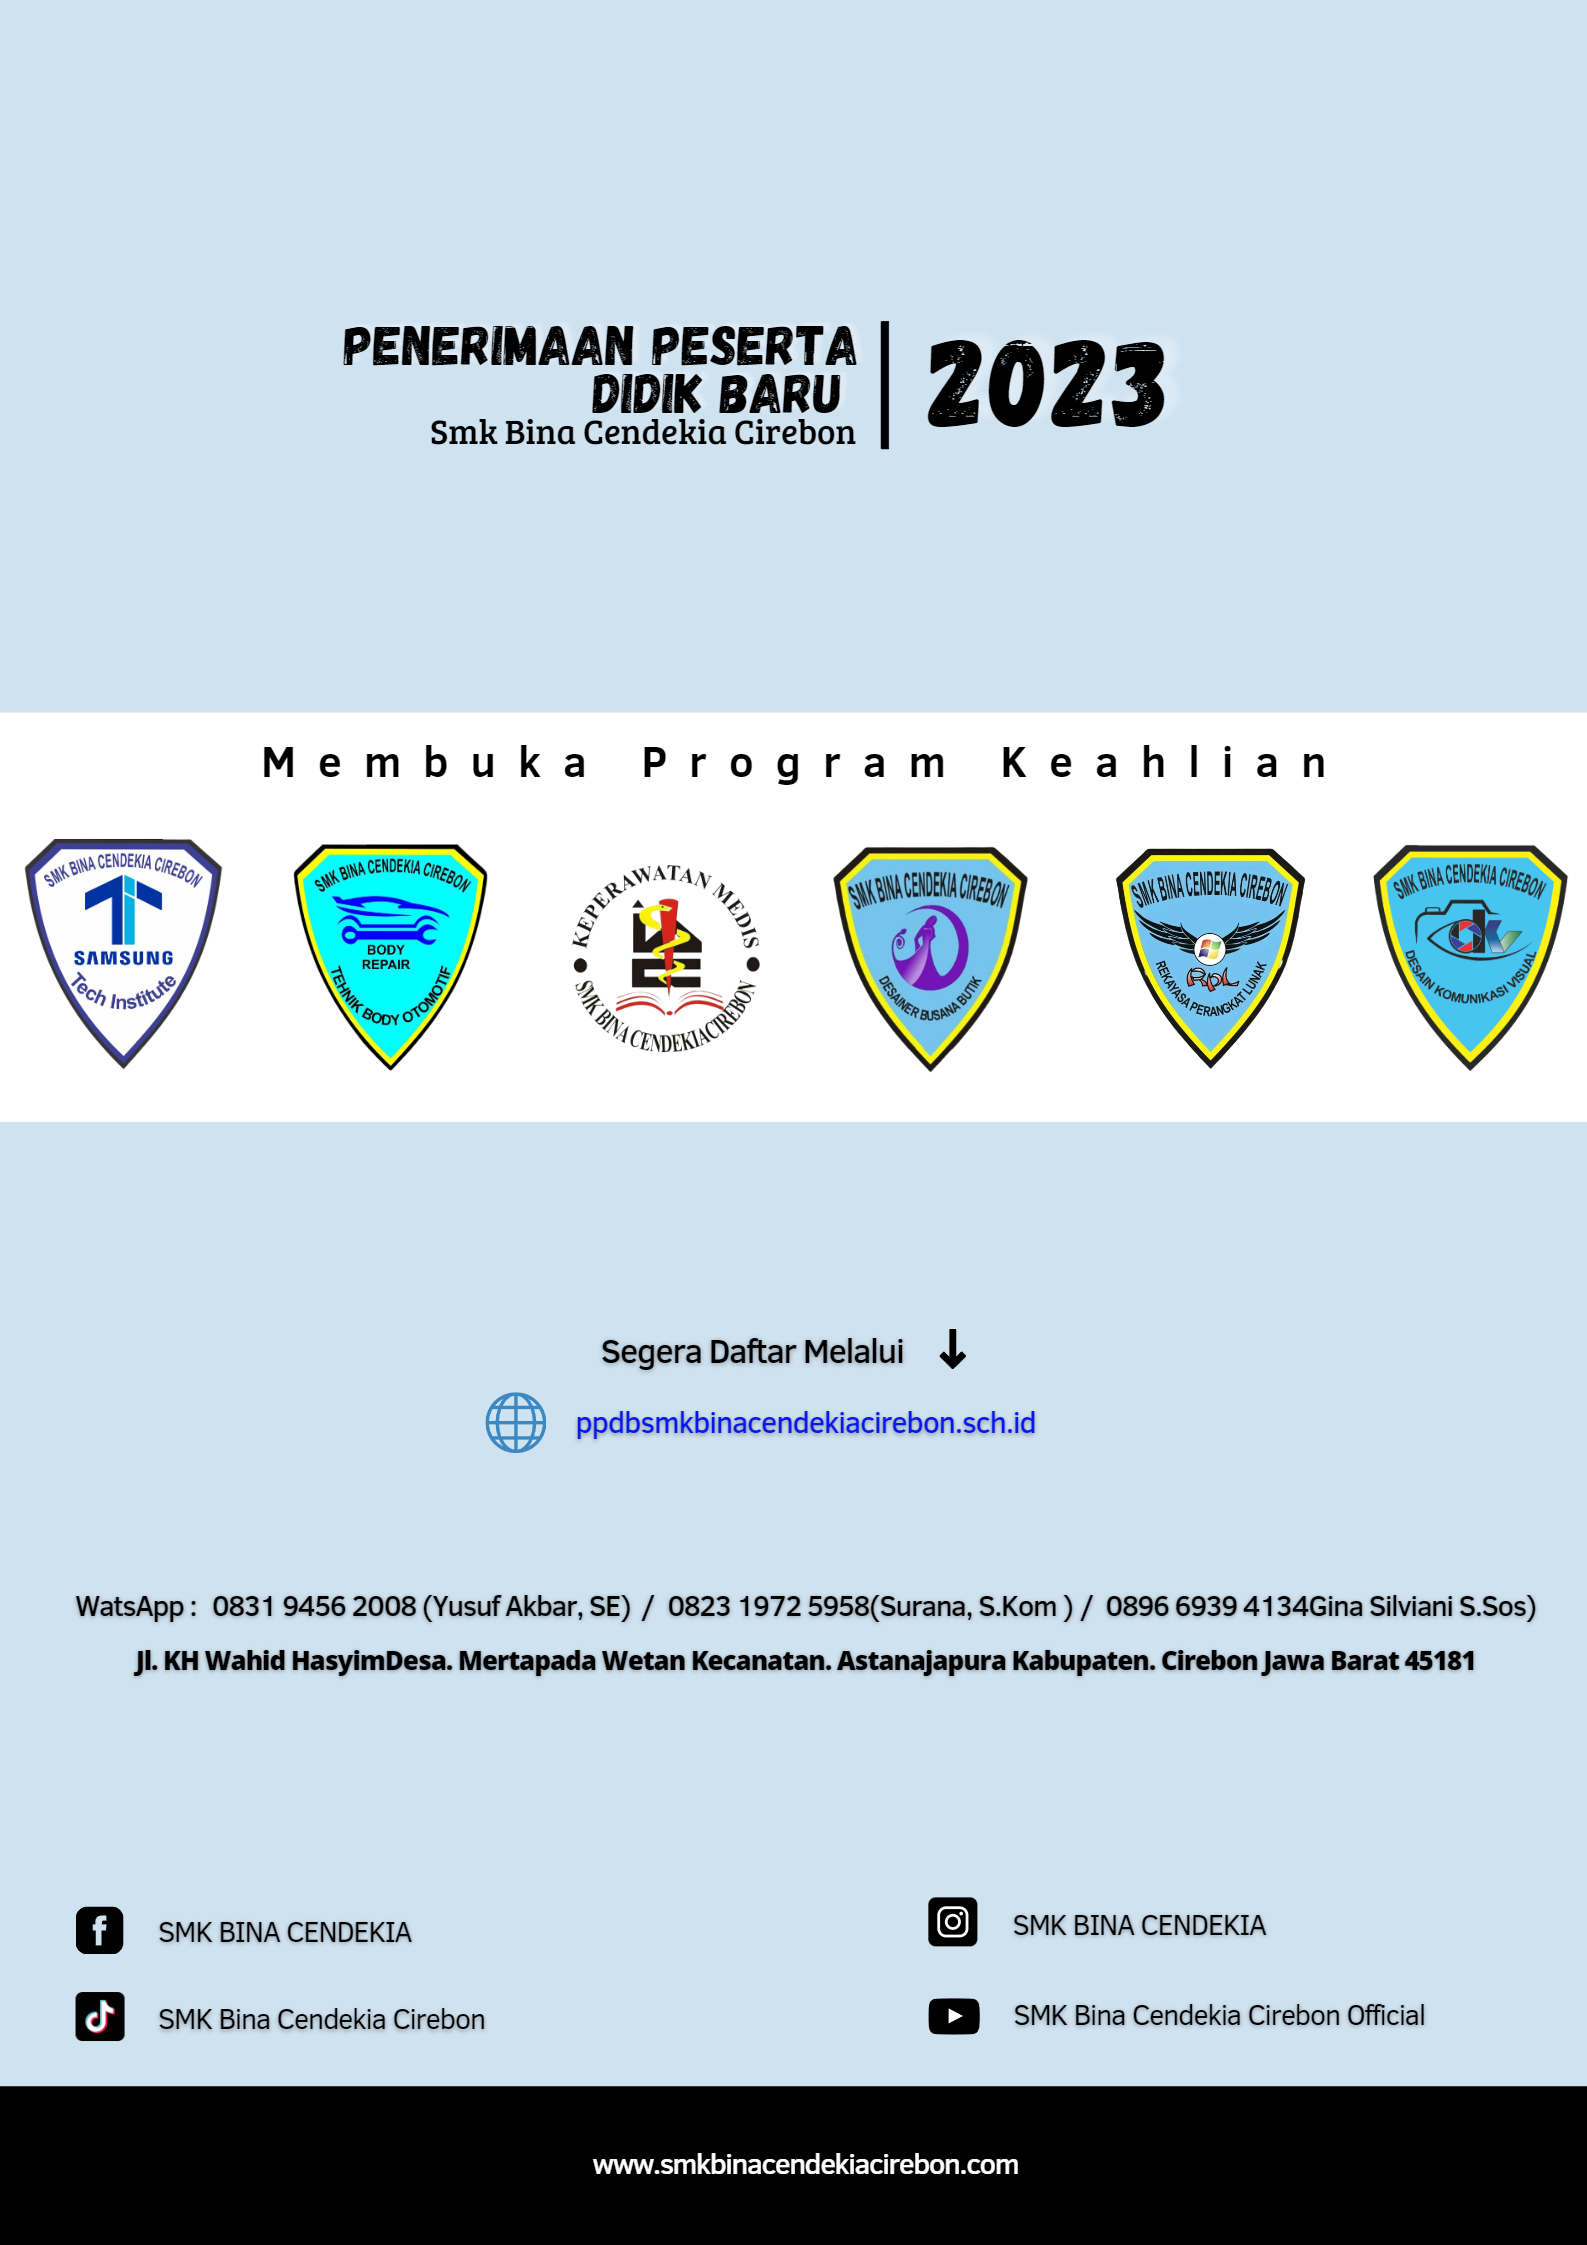 PENERIMAAN PESERTA
DIDIK BARU
Smk Bina Cendekia Cirebon
2023
Membuka Program Keahlian
SMK BINA CENDEKIA CIREBON
SAMSUNG
Tech Institute
SMK BINA CENDEKIA CIREBON
BODY
REPAIR
TEHNIK BODY OTOMOTIF
KEPERAWATAN MEDIS
SMK BINA CENDEKIACIREBON
SMK BINA CENDEKIA CIREBON
DESAINER BUSANA BUTIK
SMK BINA CENDEKIA CIREBON
RPL
REKAYASA PERANGKAT LUNAK
SMK BINA CENDEKIA CIREBON
dkv
DESAIN KOMUNIKASI VISUAL
Segera Daftar Melalui
ppdbsmkbinacendekiacirebon.sch.id
WatsApp : 0831 9456 2008 (Yusuf Akbar, SE) / 0823 1972 5958(Surana, S.Kom ) / 0896 6939 4134Gina Silviani S.Sos)
Jl. KH Wahid HasyimDesa. Mertapada Wetan Kecanatan. Astanajapura Kabupaten. Cirebon Jawa Barat 45181
SMK BINA CENDEKIA
SMK BINA CENDEKIA
SMK Bina Cendekia Cirebon
SMK Bina Cendekia Cirebon Official
www.smkbinacendekiacirebon.com